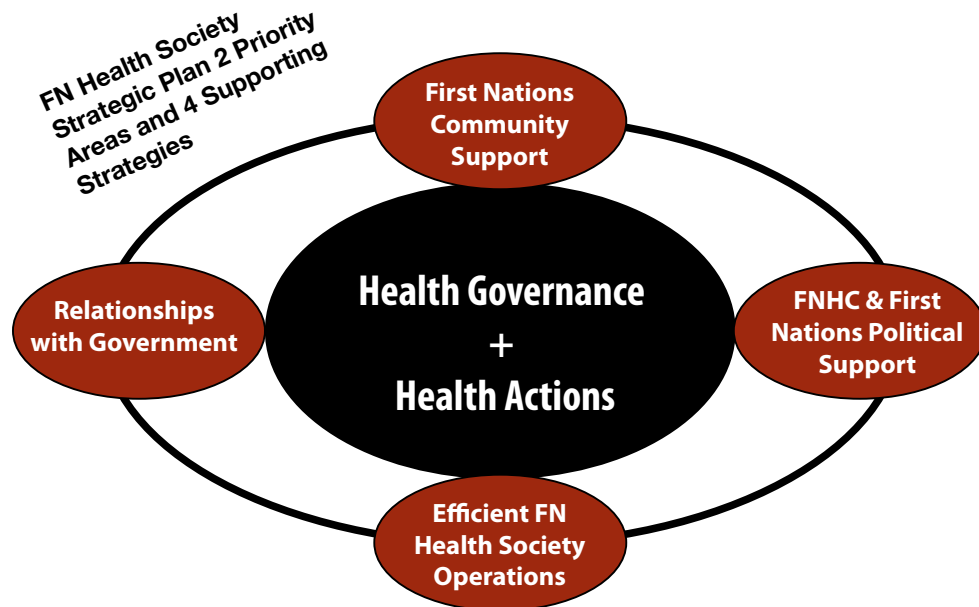 FN Health Society
Strategic Plan 2 Priority
Areas and 4 Supporting
Strategies
First Nations
Community
Support
Relationships
with Government
Health Governance
+
Health Actions
FNHC & First
Nations Political
Support
Efficient FN
Health Society
Operations